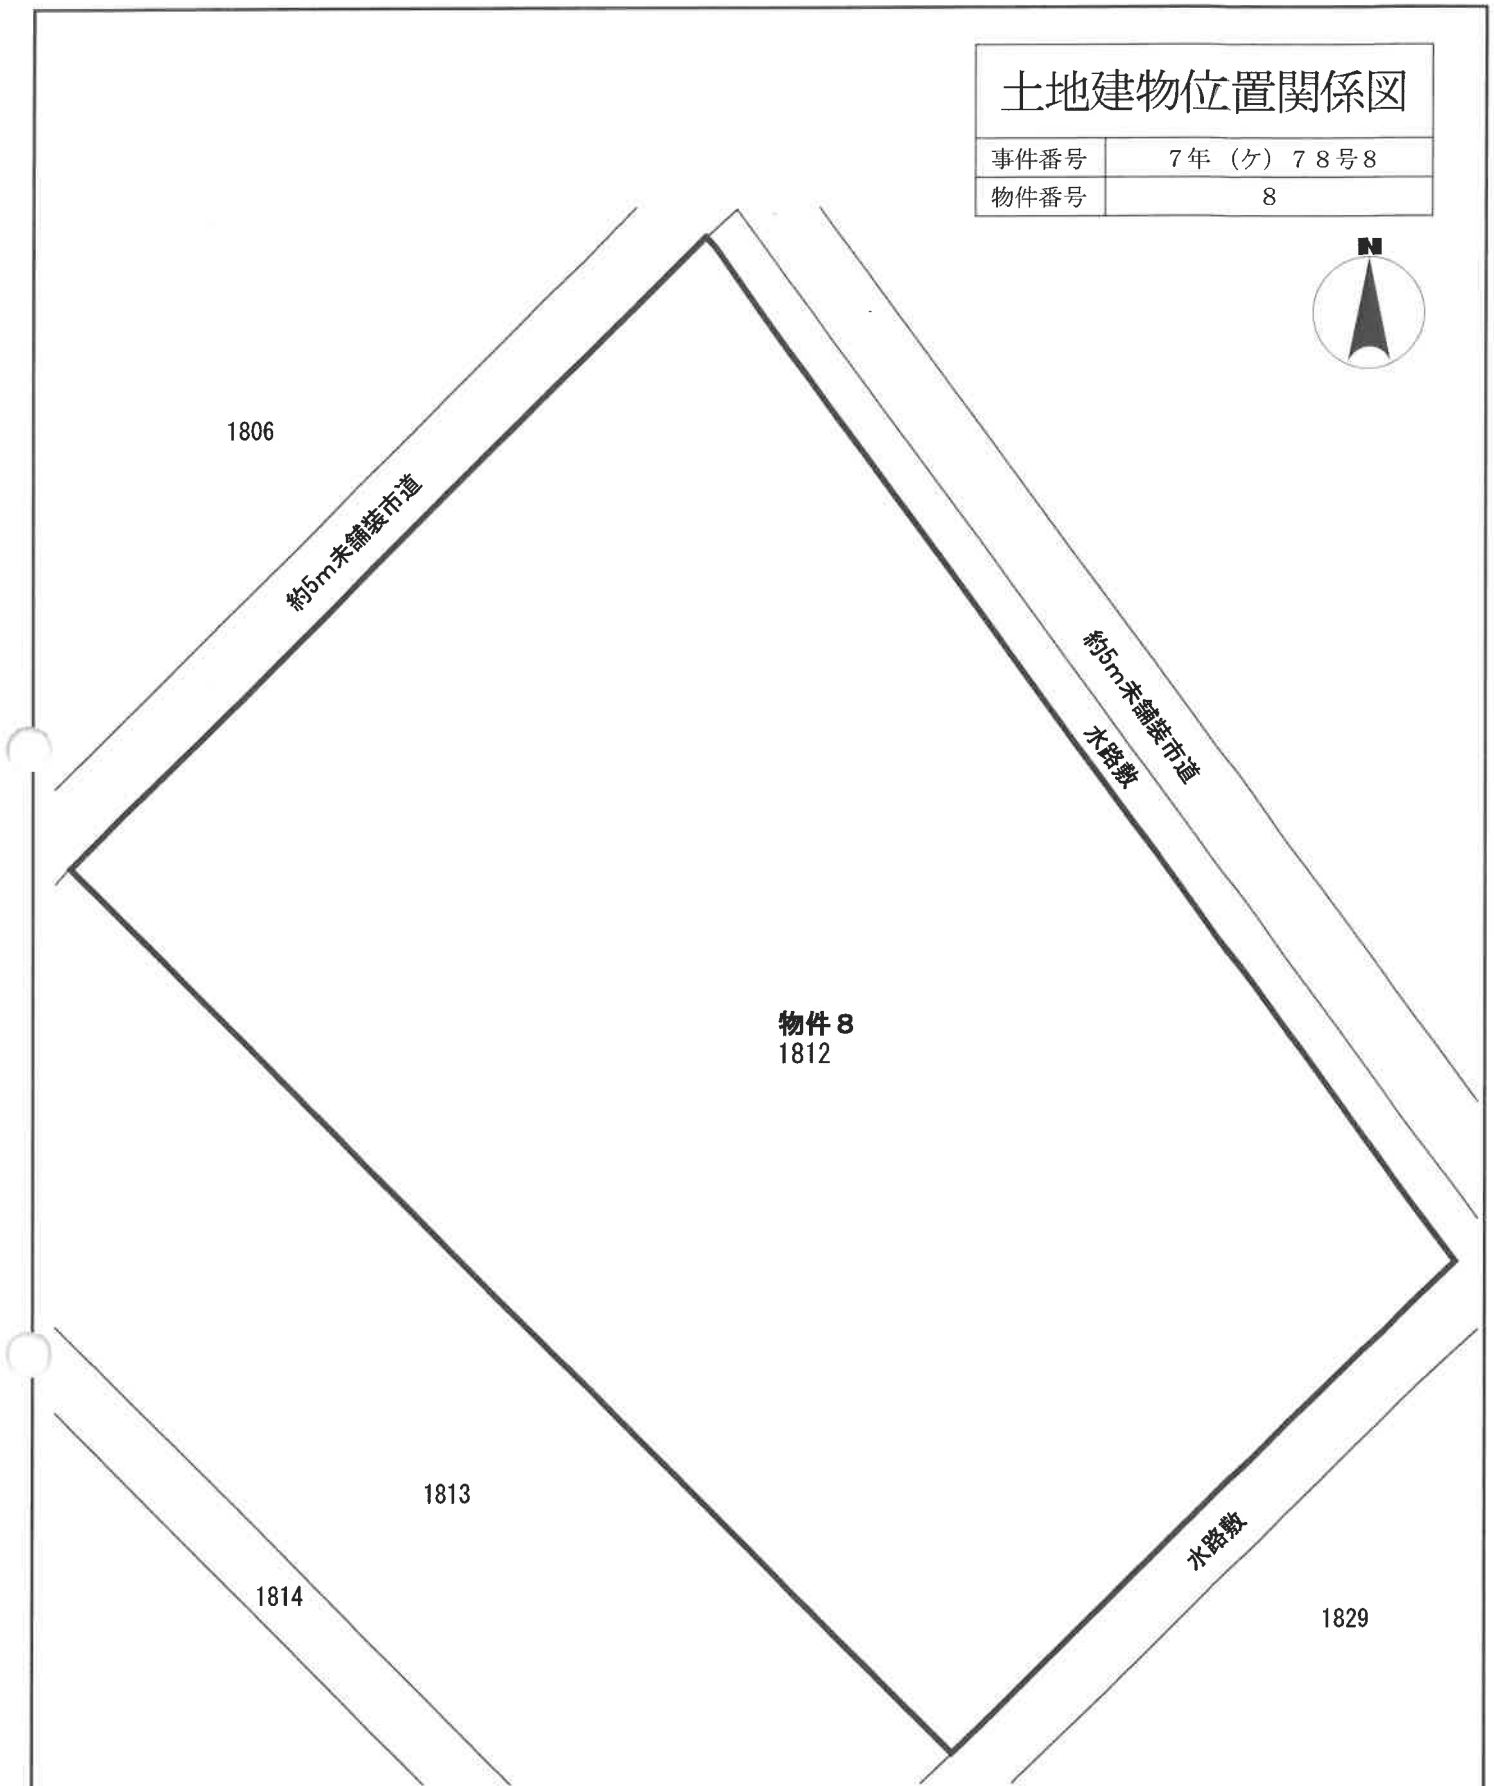 土地建物位置関係図
事件番号 7年（ケ）７８号８
物件番号 8
N
1806
約5m未舗装市道
約5m未舗装市道
水路敷
物件８
1812
1813
1814
水路敷
1829